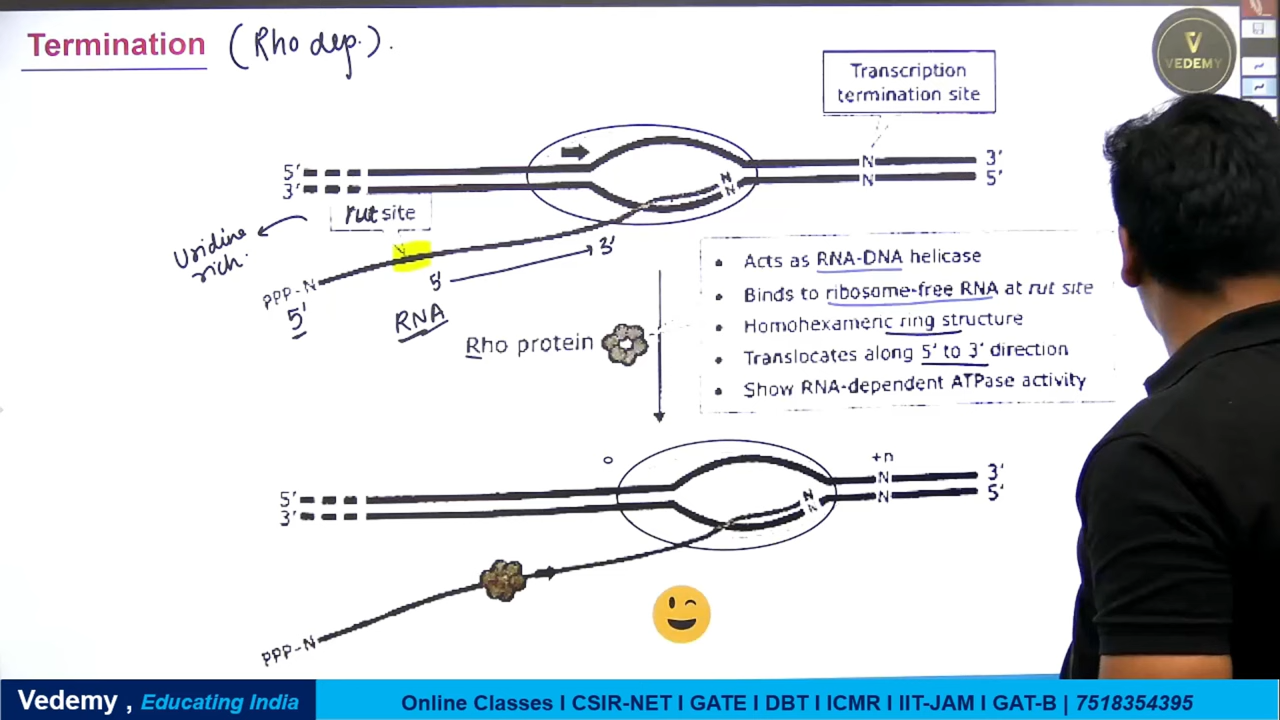 Termination (Rho dep.).
V
VEDEMY
Transcription
termination site
5' 3'
3' 5'
N
N
N
N
rut site
Uridine
rich.
N
PPP-N
5'
5' 3'
RNA
Rho protein
• Acts as RNA-DNA helicase
• Binds to ribosome-free RNA at rut site
• Homohexameric ring structure
• Translocates along 5' to 3' direction
• Show RNA-dependent ATPase activity
+n
5' 3'
3' 5'
N
N
N
N
PPP-N
Vedemy , Educating India
Online Classes I CSIR-NET I GATE I DBT I ICMR I IIT-JAM I GAT-B | 7518354395